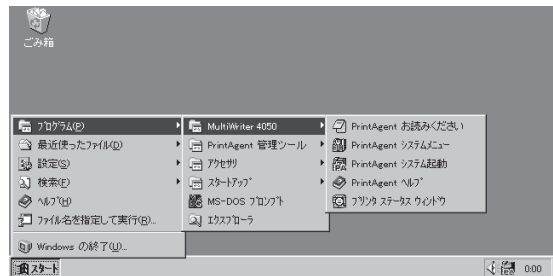 ごみ箱
ﾌﾟﾛｸﾞﾗﾑ(P)
最近使ったﾌｧｲﾙ(D)
設定(S)
検索(F)
ﾍﾙﾌﾟ(H)
ﾌｧｲﾙ名を指定して実行(R)...
Windows の終了(U)...
MultiWriter 4050
PrintAgent 管理ツール
ｱｸｾｻﾘ
ｽﾀｰﾄｱｯﾌﾟ
MS-DOS ﾌﾟﾛﾝﾌﾟﾄ
ｴｸｽﾌﾟﾛｰﾗ
PrintAgent お読みください
PrintAgent ｼｽﾃﾑﾒﾆｭｰ
PrintAgent ｼｽﾃﾑ起動
PrintAgent ﾍﾙﾌﾟ
ﾌﾟﾘﾝﾀ ｽﾃｰﾀｽ ｳｨﾝﾄﾞｳ
スタート
0:00